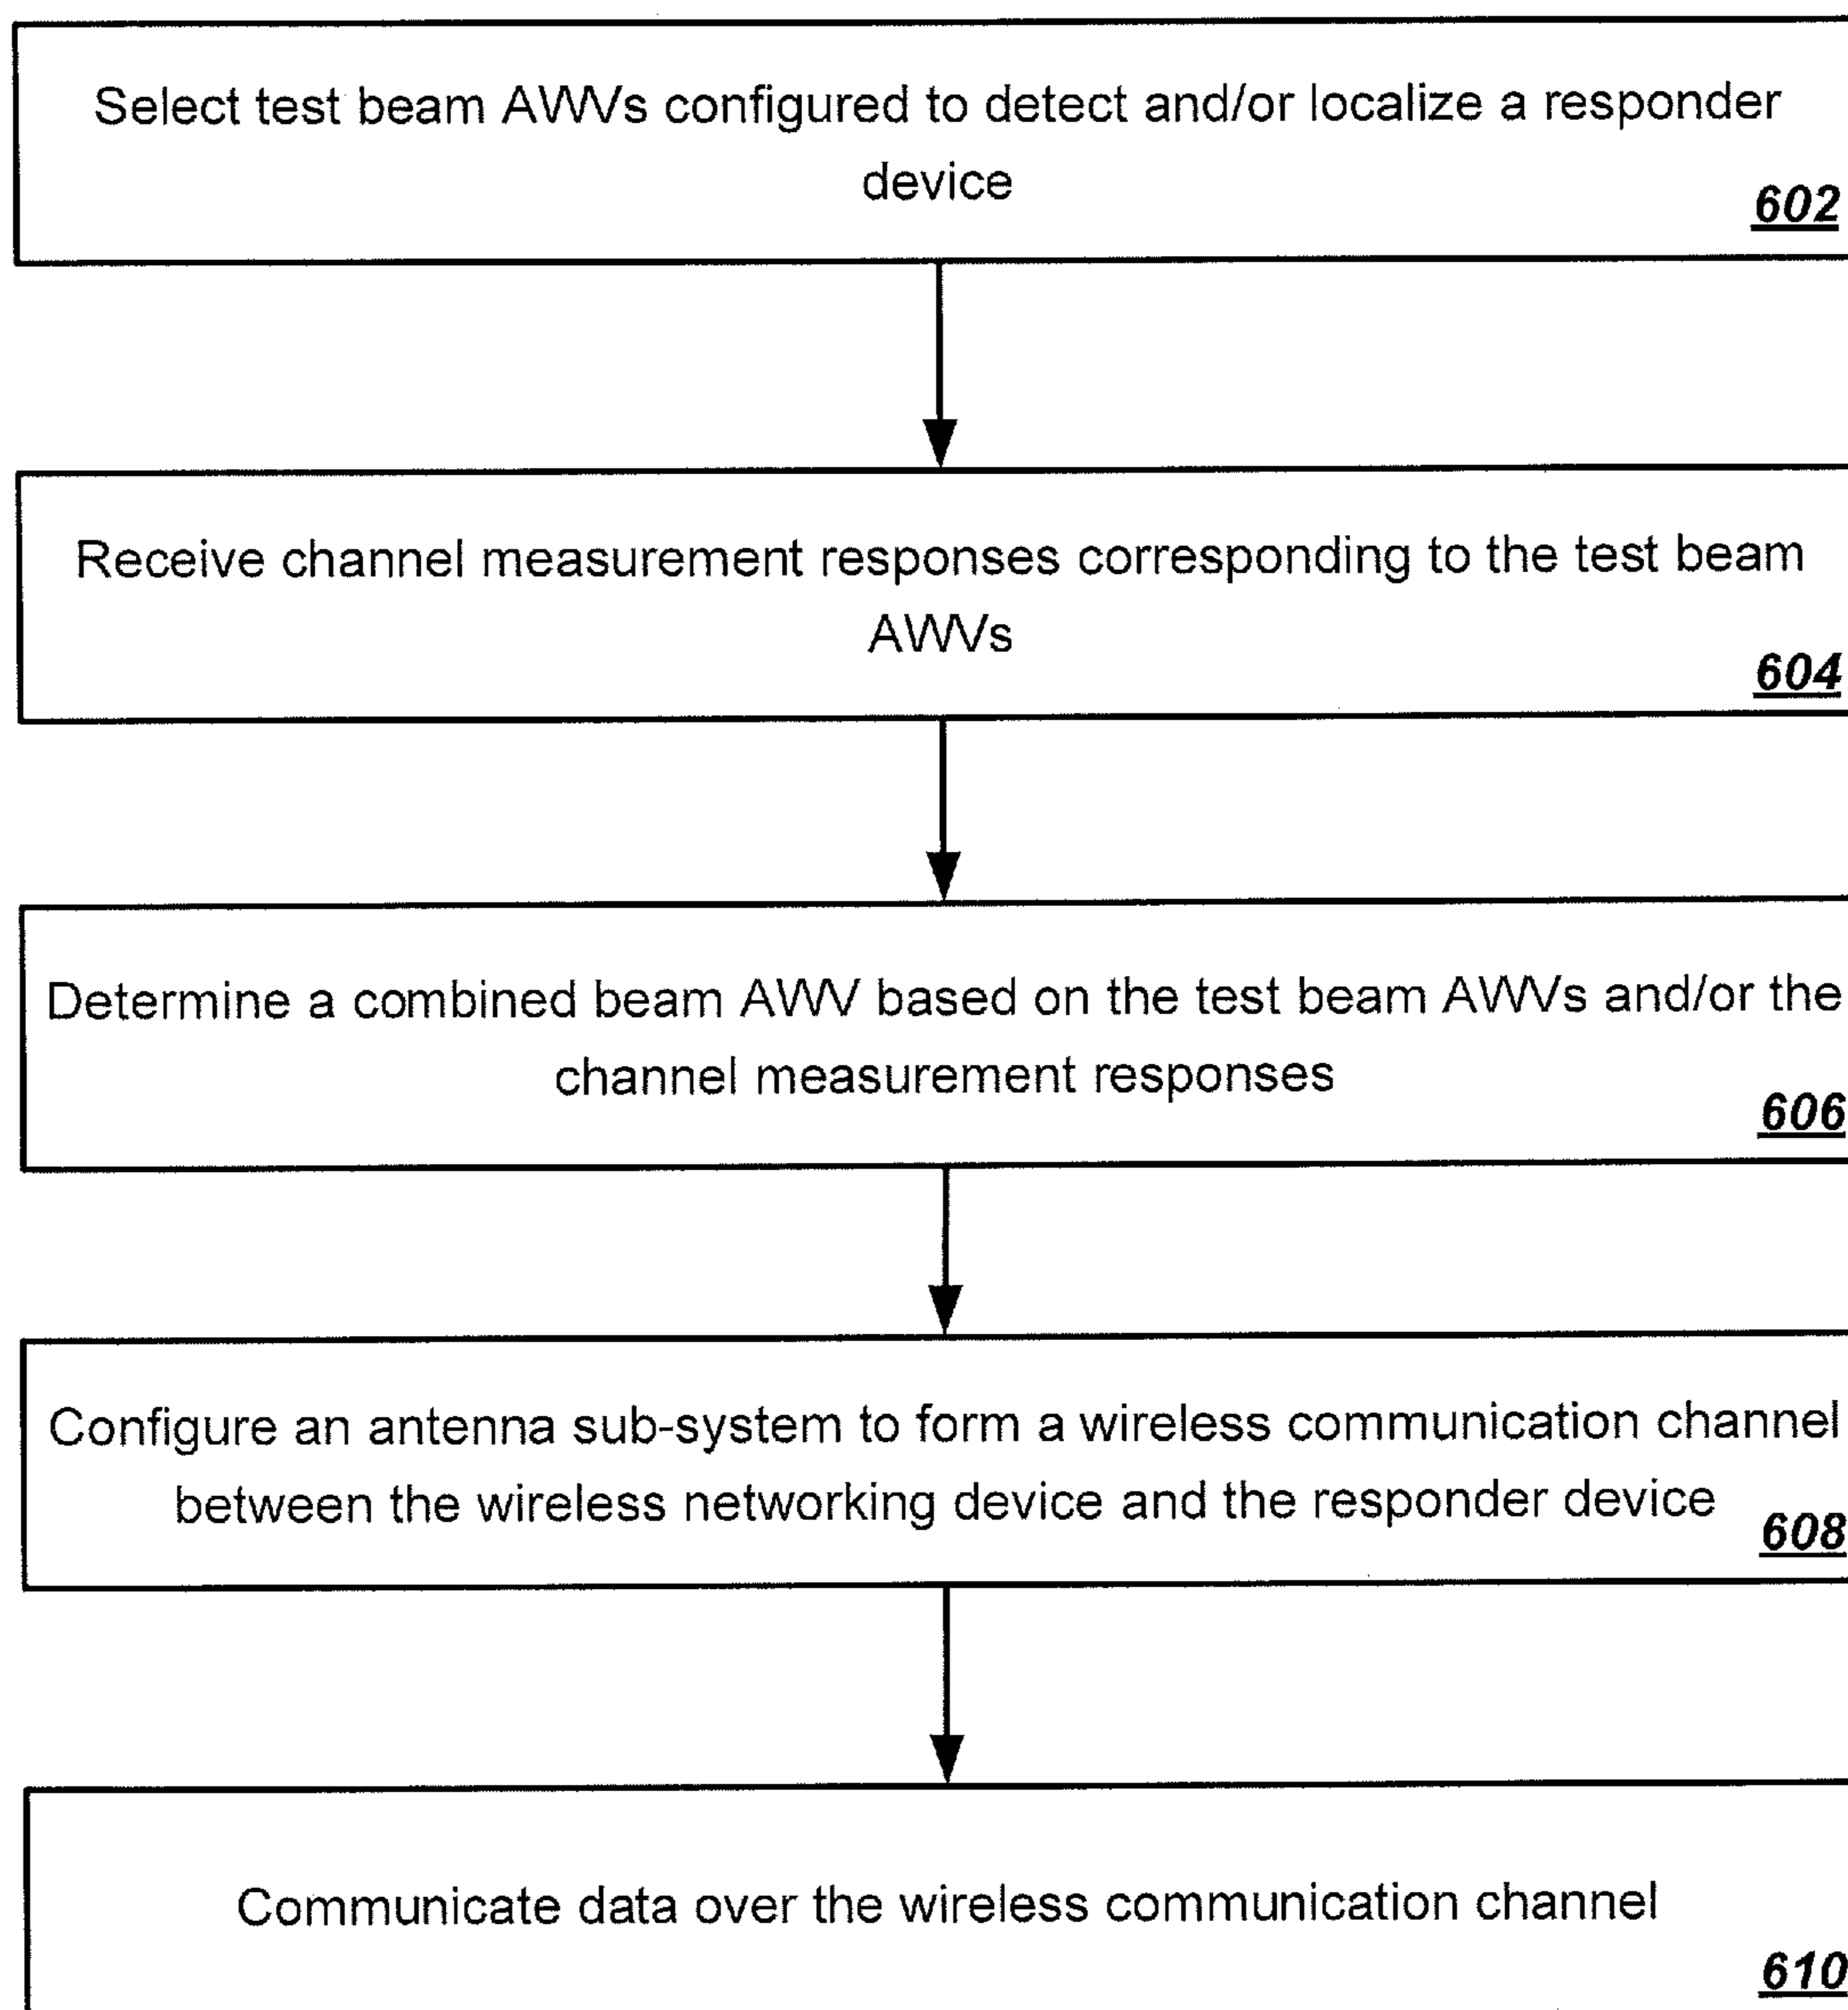 Select test beam AWVs configured to detect and/or localize a responder
device
602
Receive channel measurement responses corresponding to the test beam
AWVs
604
Determine a combined beam AWV based on the test beam AWVs and/or the
channel measurement responses
606
Configure an antenna sub-system to form a wireless communication channel
between the wireless networking device and the responder device
608
Communicate data over the wireless communication channel
610